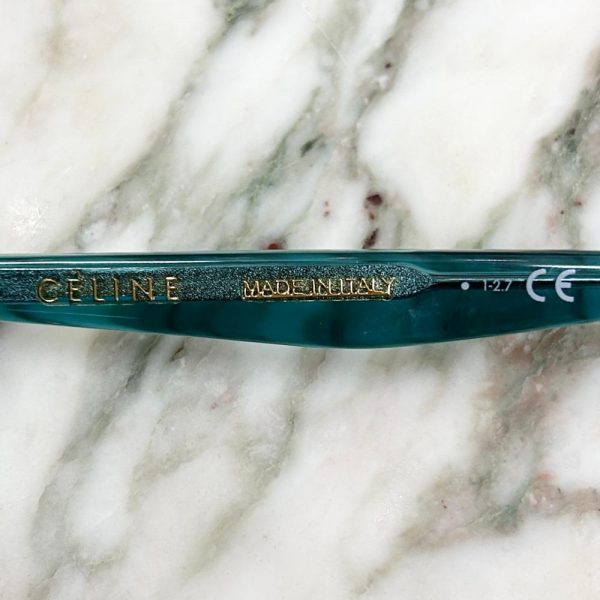 CÉLINE MADE IN ITALY • 1-2.7 CE